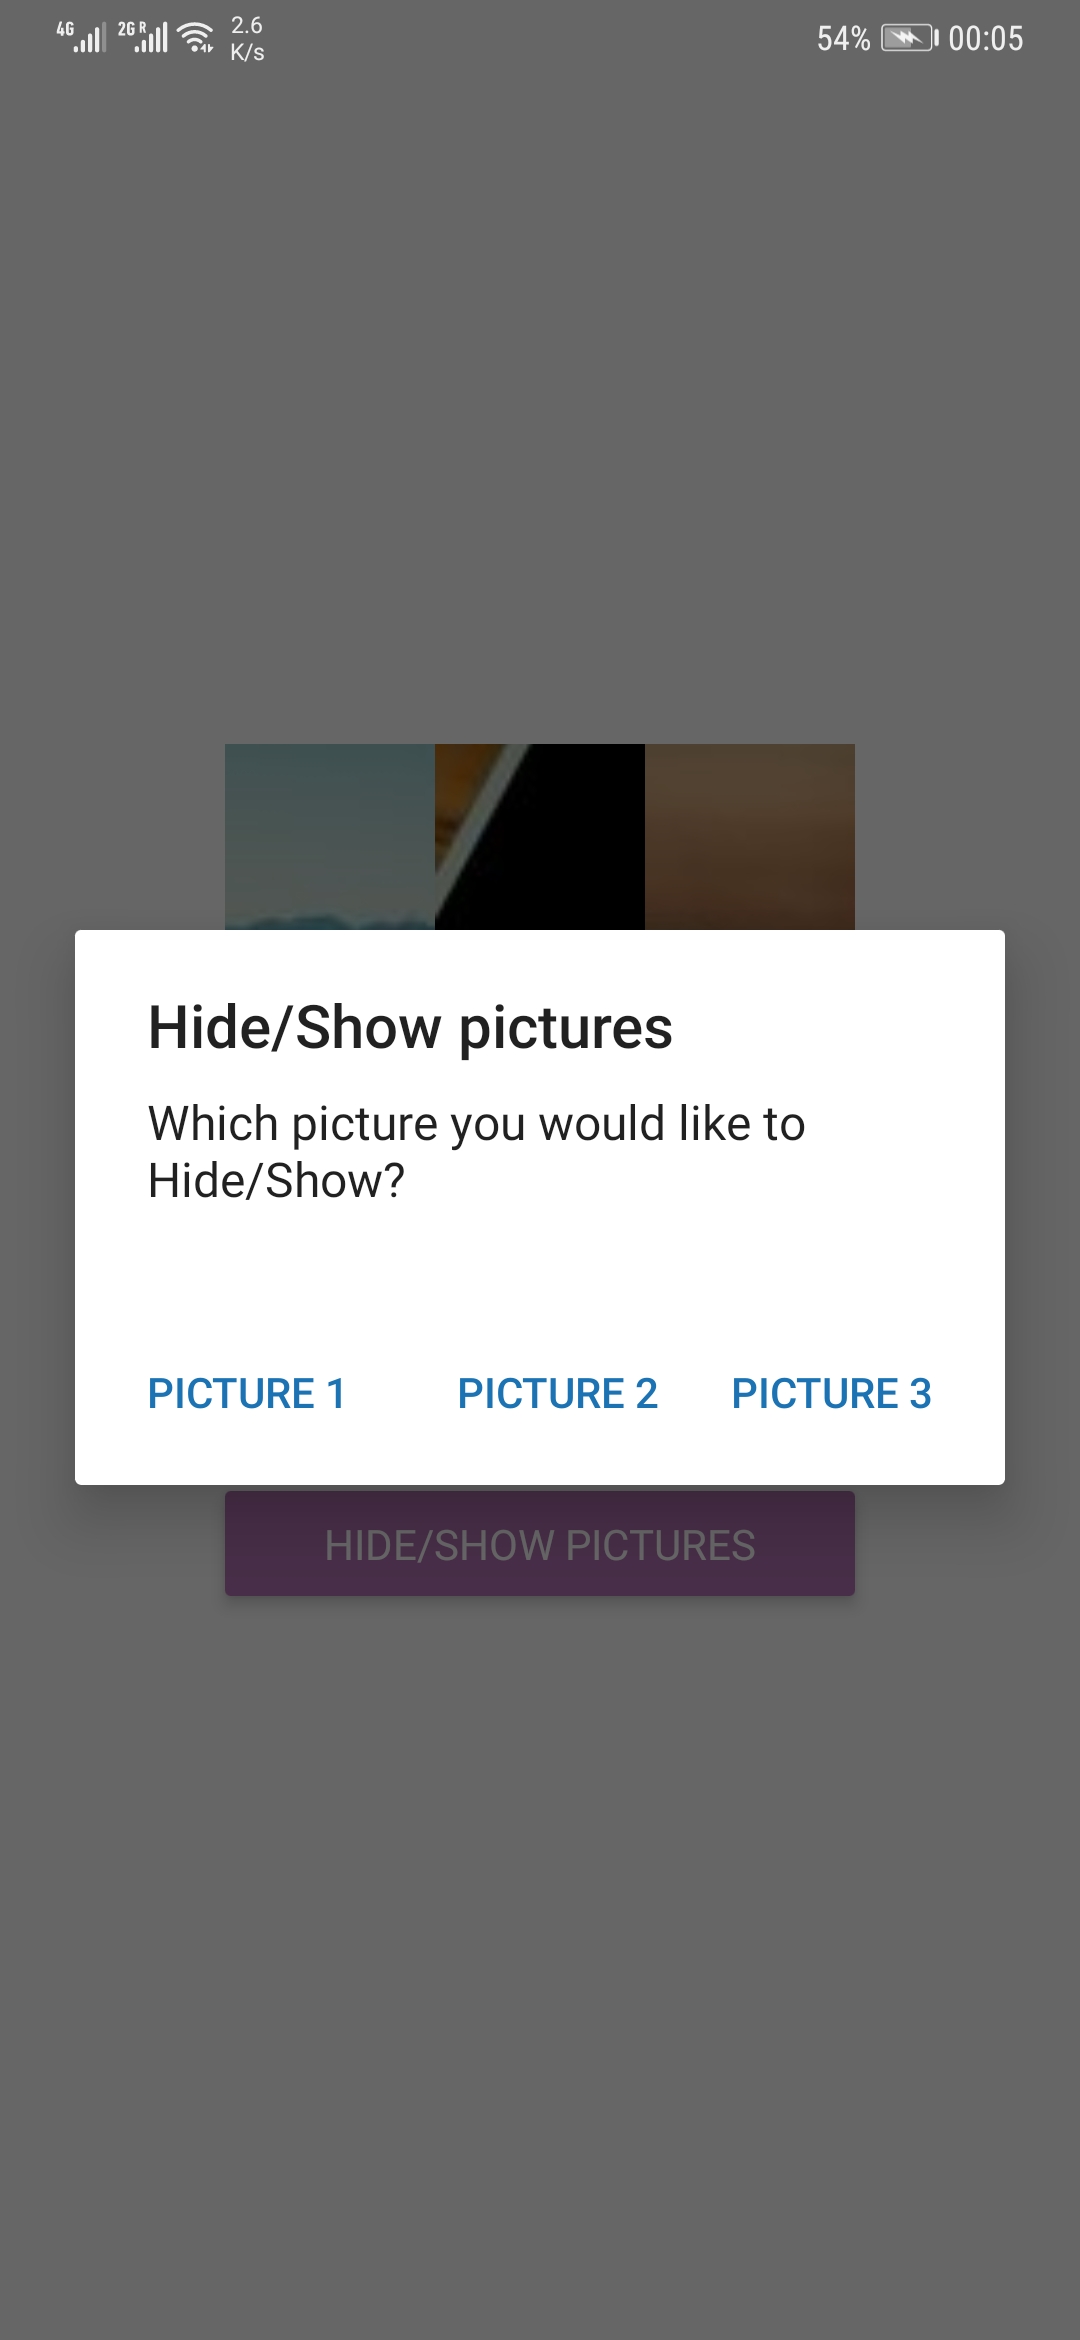 4G 2G R 2.6 K/s 54% 00:05
Hide/Show pictures
Which picture you would like to
Hide/Show?
PICTURE 1 PICTURE 2 PICTURE 3
HIDE/SHOW PICTURES